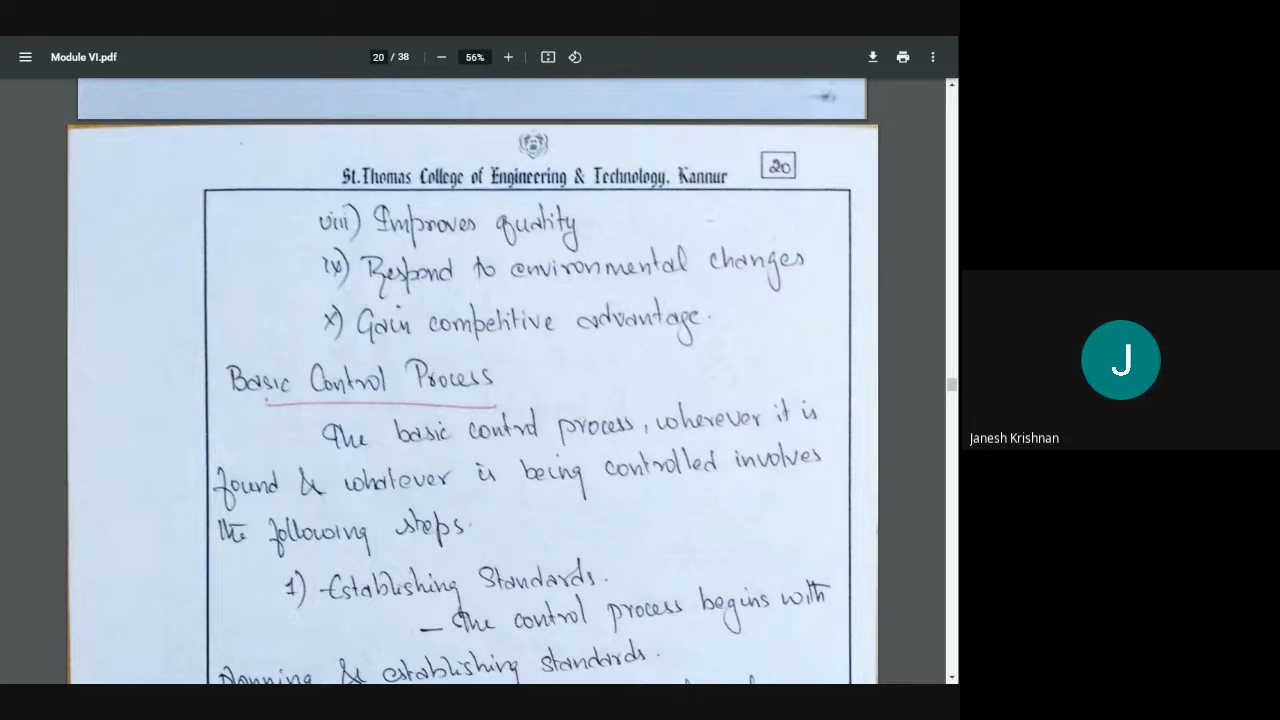 Module VI.pdf
20 / 38
56%
St.Thomas College of Engineering & Technology, Kannur
20
viii) Improves quality
ix) Respond to environmental changes
x) Gain competitive advantage.
Basic Control Process
The basic control process, wherever it is
found & whatever is being controlled involves
the following steps.
1) Establishing Standards.
- The control process begins with
planning & establishing standards.
J
Janesh Krishnan